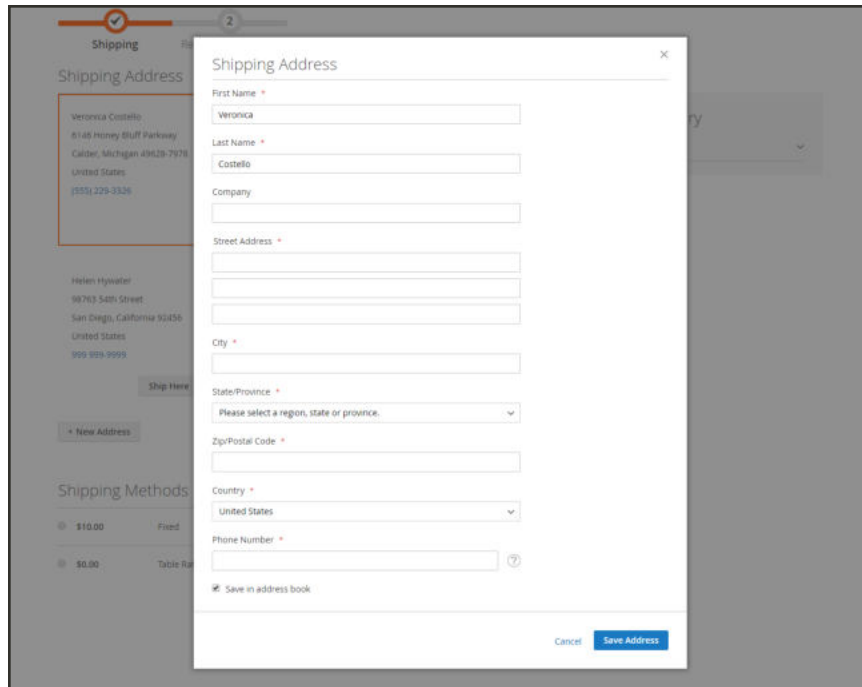 2
Shipping
Shipping Address
Veronica Costello
6146 Honey Bluff Parkway
Calder, Michigan 49628-7978
United States
(555) 229-3326
Helen Hywater
98763 54th Street
San Diego, California 92456
United States
999 999-9999
Ship Here
+ New Address
Shipping Methods
$10.00 Fixed
$0.00 Table
ry
Shipping Address
First Name *
Veronica
Last Name *
Costello
Company
Street Address *
City *
State/Province *
Please select a region, state or province.
Zip/Postal Code *
Country *
United States
Phone Number *
?
Save in address book
Cancel Save Address